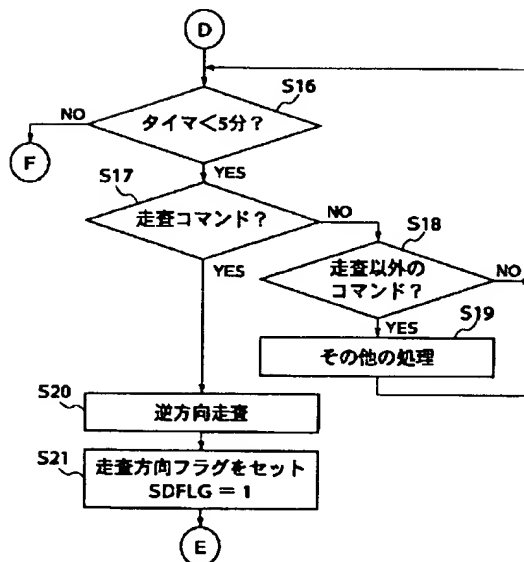 D
S16
NO
タイマ<5分?
F
YES
S17
走査コマンド?
NO
S18
YES
走査以外の
コマンド?
NO
S19
YES
その他の処理
S20
逆方向走査
S21
走査方向フラグをセット
SDFLG = 1
E